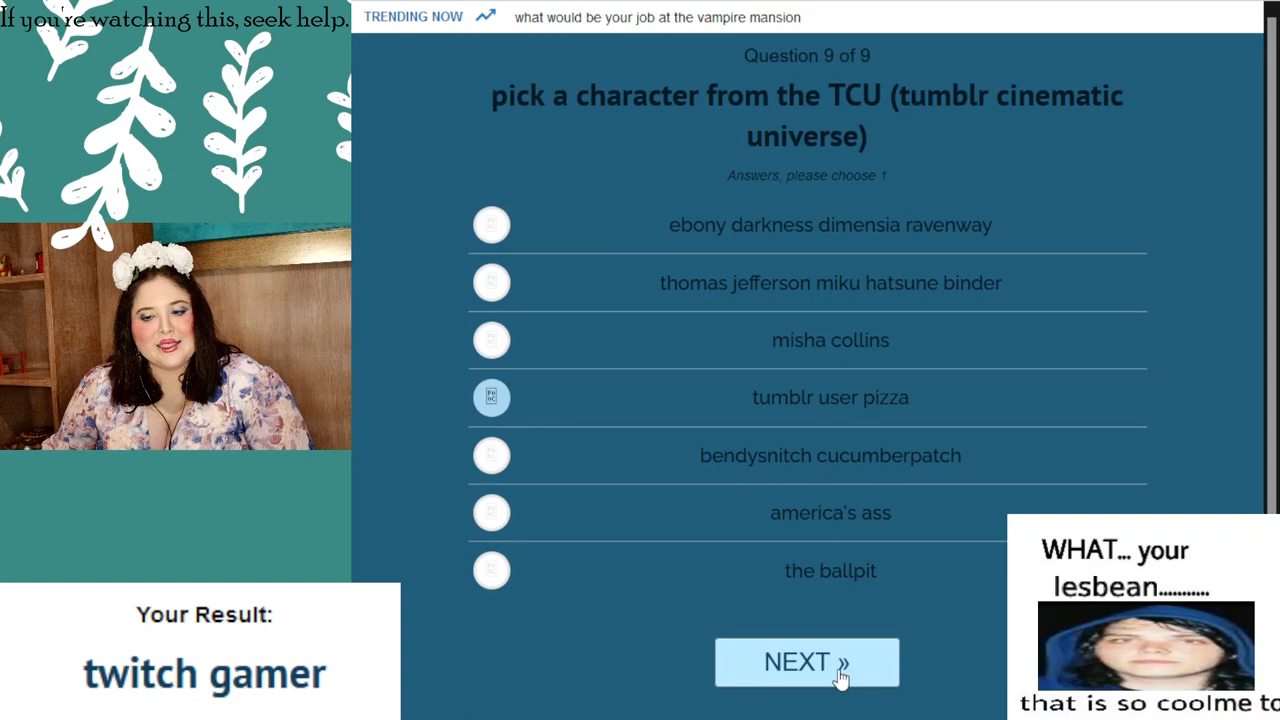 If you're watching this, seek help.
TRENDING NOW what would be your job at the vampire mansion
Question 9 of 9
pick a character from the TCU (tumblr cinematic
universe)
Answers, please choose 1
ebony darkness dimensia ravenway
thomas jefferson miku hatsune binder
misha collins
tumblr user pizza
bendysnitch cucumberpatch
america's ass
the ballpit
NEXT »
Your Result:
twitch gamer
WHAT... your
lesbean...........
that is so coolme to